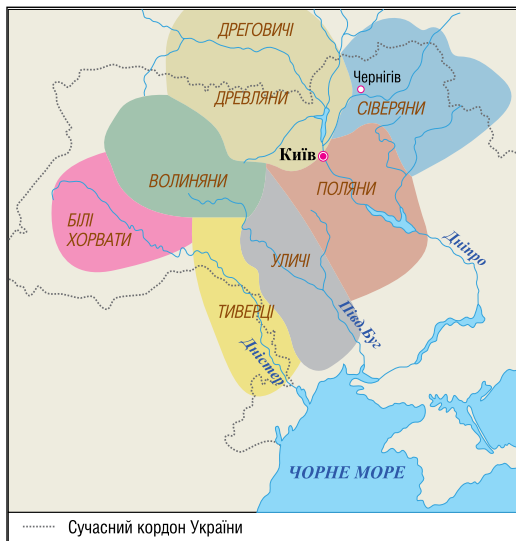 ДРЕГОВИЧІ
Чернігів
ДРЕВЛЯНИ
СІВЕРЯНИ
Київ
ВОЛИНЯНИ
ПОЛЯНИ
БІЛІ
ХОРВАТИ
Дніпро
УЛИЧІ
ТИВЕРЦІ
Півд.Буг
Дністер
ЧОРНЕ МОРЕ
Сучасний кордон України